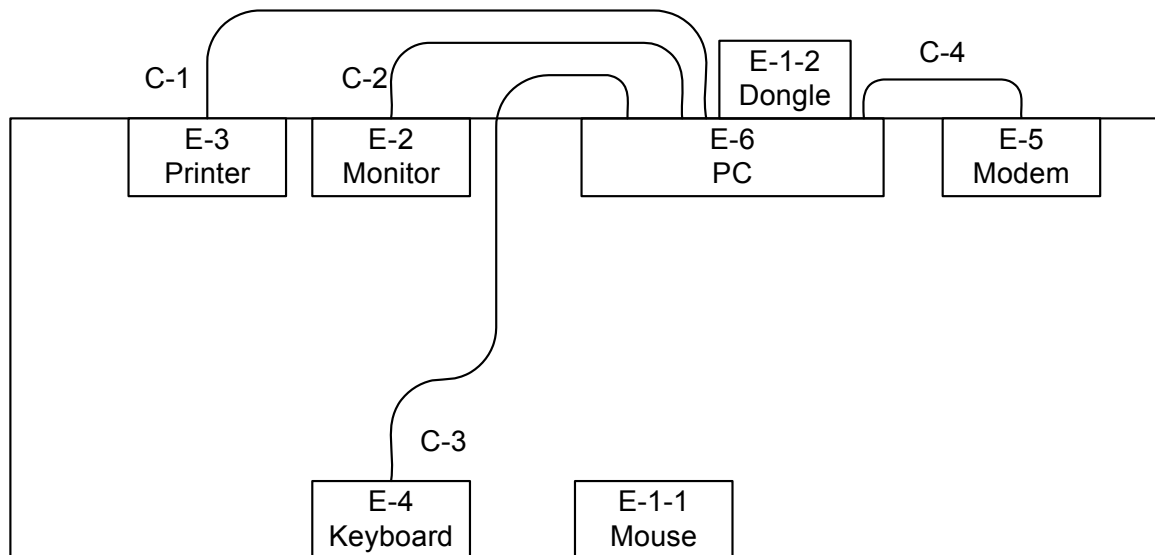 C-1
C-2
E-1-2
Dongle
C-4
E-3
Printer
E-2
Monitor
E-6
PC
E-5
Modem
C-3
E-4
Keyboard
E-1-1
Mouse